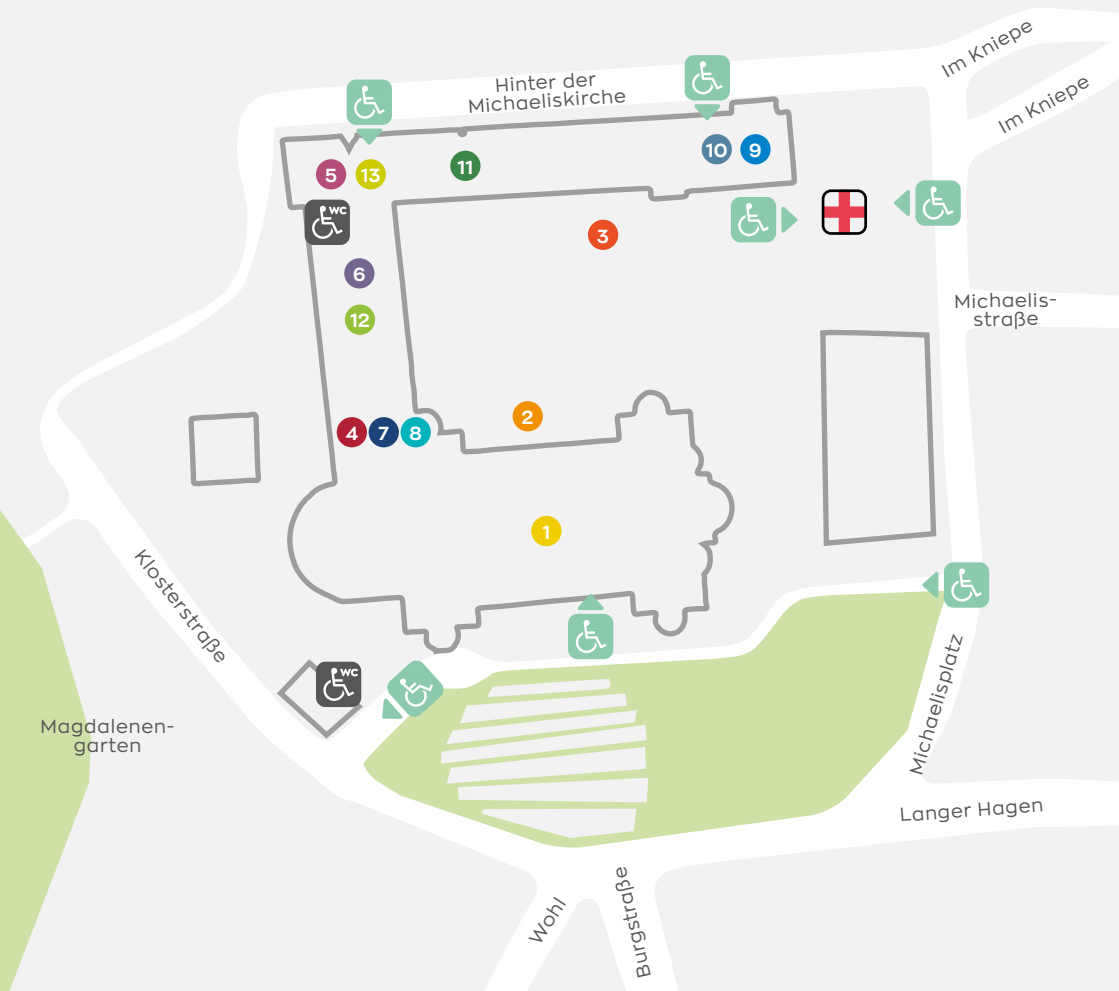 Im Kniepe
Hinter der
Michaeliskirche
Im Kniepe
10
9
11
5
13
WC
3
6
Michaelis-
straße
12
2
4
7
8
1
Klosterstraße
WC
Michaelisplatz
Magdalenen-
garten
Langer Hagen
Wohl
Burgstraße